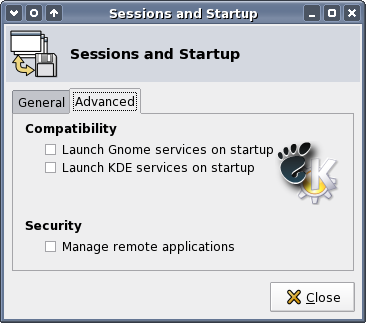 Sessions and Startup
Sessions and Startup
General
Advanced
Compatibility
Launch Gnome services on startup
Launch KDE services on startup
K
Security
Manage remote applications
Close